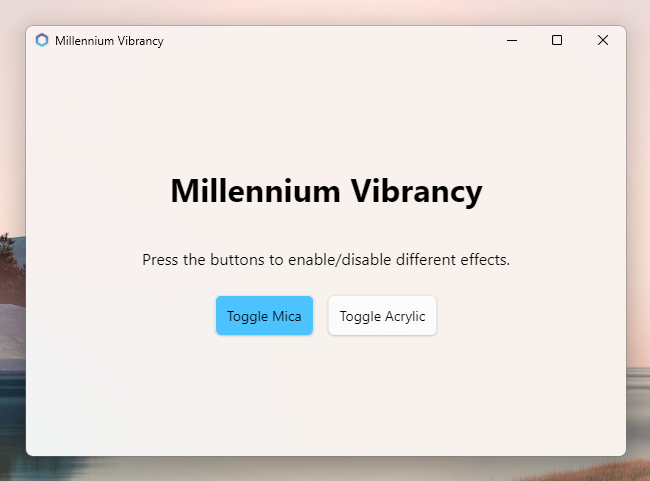 Millennium Vibrancy
Millennium Vibrancy
Press the buttons to enable/disable different effects.
Toggle Mica Toggle Acrylic